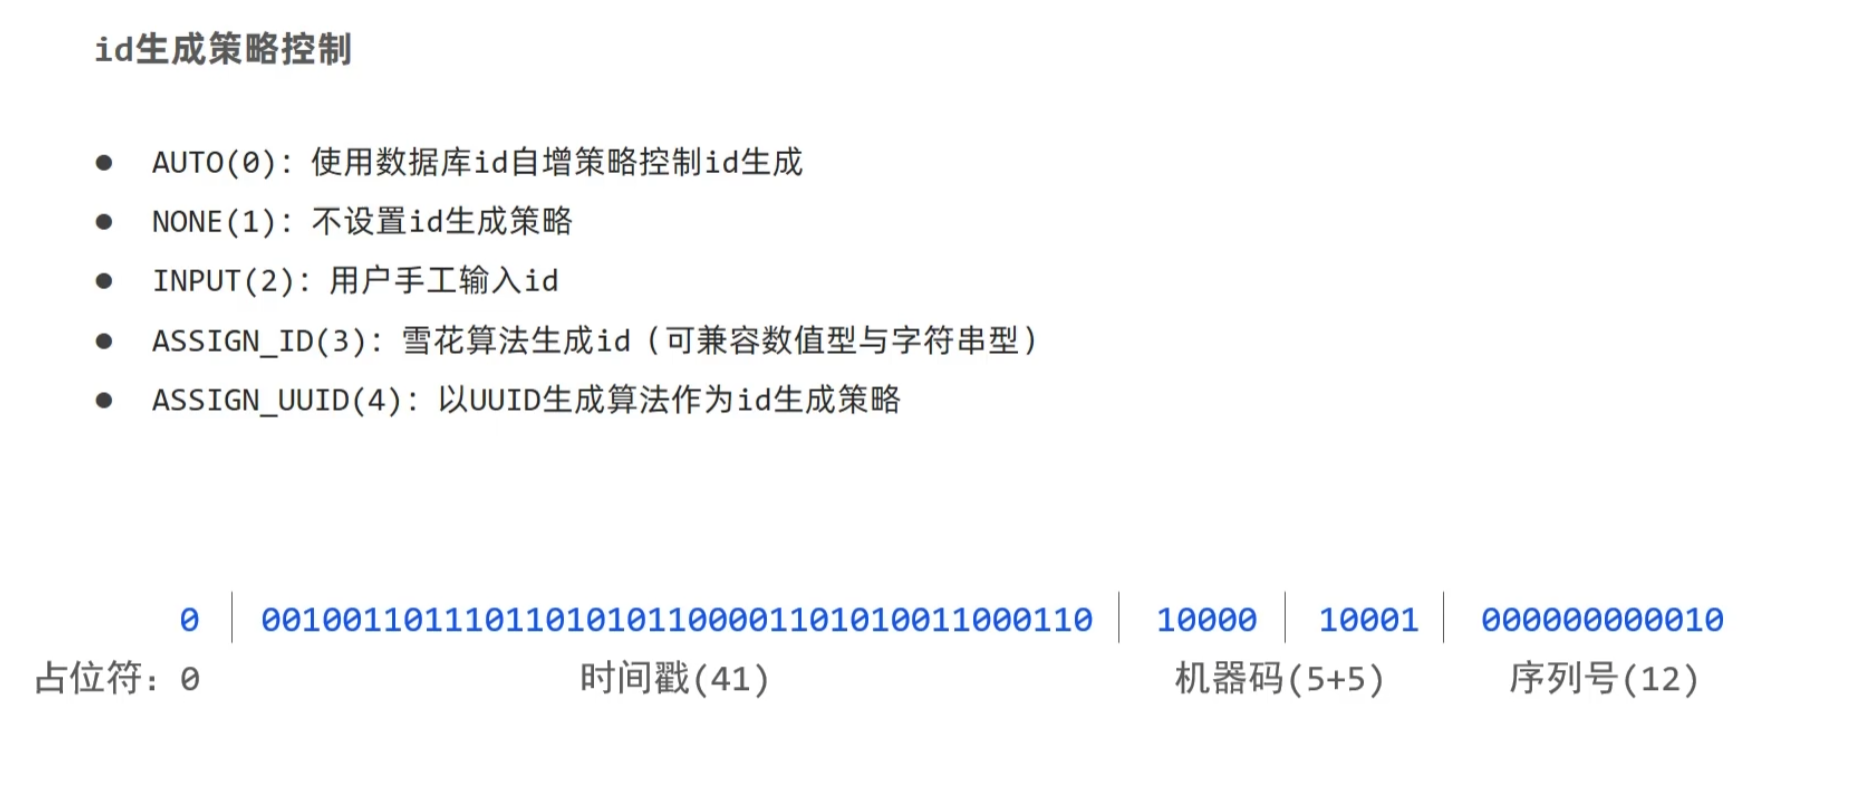 id生成策略控制
● AUTO(0)：使用数据库id自增策略控制id生成
● NONE(1)：不设置id生成策略
● INPUT(2)：用户手工输入id
● ASSIGN_ID(3)：雪花算法生成id（可兼容数值型与字符串型）
● ASSIGN_UUID(4)：以UUID生成算法作为id生成策略
0 00100110111011010101100001101010011000110 10000 10001 000000000010
占位符：0 时间戳(41) 机器码(5+5) 序列号(12)